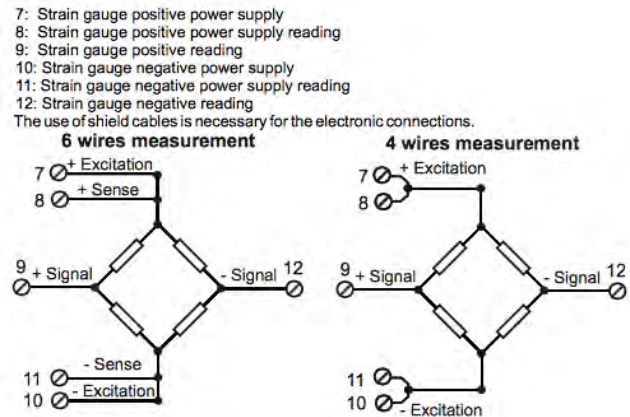 7: Strain gauge positive power supply
8: Strain gauge positive power supply reading
9: Strain gauge positive reading
10: Strain gauge negative power supply
11: Strain gauge negative power supply reading
12: Strain gauge negative reading
The use of shield cables is necessary for the electronic connections.
6 wires measurement
7 + Excitation
8 + Sense
9 + Signal
- Signal 12
11 - Sense
10 - Excitation
4 wires measurement
7 + Excitation
8
9 + Signal
- Signal 12
11
10 - Excitation